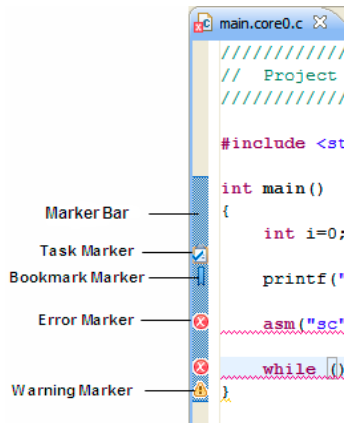 main.core0.c
/////////////
// Project
/////////////
#include <st
int main()
Marker Bar
{
int i=0;
Task Marker
Bookmark Marker
printf("
Error Marker
asm("sc"
while ()
Warning Marker
}